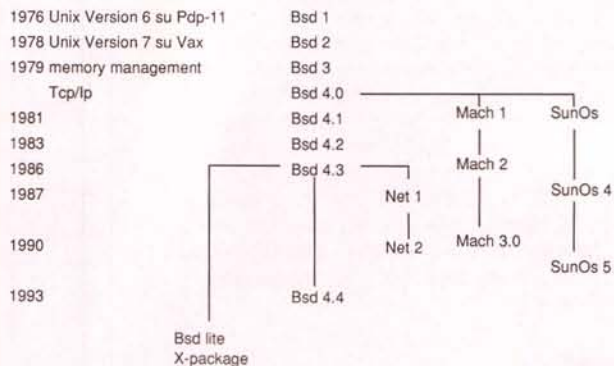 1976 Unix Version 6 su Pdp-11 Bsd 1
1978 Unix Version 7 su Vax Bsd 2
1979 memory management Bsd 3
Tcp/Ip Bsd 4.0
1981 Bsd 4.1 Mach 1 SunOs
1983 Bsd 4.2
1986 Bsd 4.3 Mach 2
1987 Net 1 SunOs 4
1990 Net 2 Mach 3.0
SunOs 5
1993 Bsd 4.4
Bsd lite
X-package